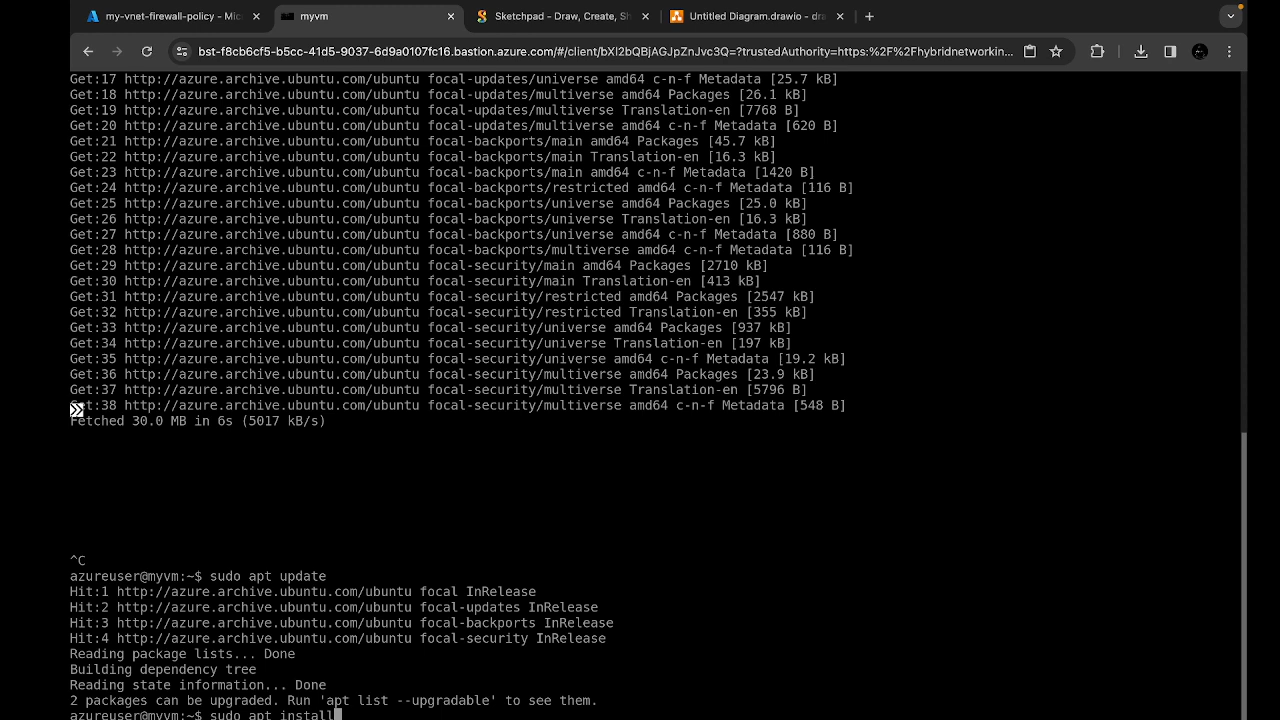 my-vnet-firewall-policy - Mic
myvm
Sketchpad - Draw, Create, Sh
Untitled Diagram.drawio - dra
bst-f8cb6cf5-b5cc-41d5-9037-6d9a0107fc16.bastion.azure.com/#/client/bXl2bQBjAGJpZnJvc3Q=?trustedAuthority=https:%2F%2Fhybridnetworkin...
Get:17 http://azure.archive.ubuntu.com/ubuntu focal-updates/universe amd64 c-n-f Metadata [25.7 kB]
Get:18 http://azure.archive.ubuntu.com/ubuntu focal-updates/multiverse amd64 Packages [26.1 kB]
Get:19 http://azure.archive.ubuntu.com/ubuntu focal-updates/multiverse Translation-en [7768 B]
Get:20 http://azure.archive.ubuntu.com/ubuntu focal-updates/multiverse amd64 c-n-f Metadata [620 B]
Get:21 http://azure.archive.ubuntu.com/ubuntu focal-backports/main amd64 Packages [45.7 kB]
Get:22 http://azure.archive.ubuntu.com/ubuntu focal-backports/main Translation-en [16.3 kB]
Get:23 http://azure.archive.ubuntu.com/ubuntu focal-backports/main amd64 c-n-f Metadata [1420 B]
Get:24 http://azure.archive.ubuntu.com/ubuntu focal-backports/restricted amd64 c-n-f Metadata [116 B]
Get:25 http://azure.archive.ubuntu.com/ubuntu focal-backports/universe amd64 Packages [25.0 kB]
Get:26 http://azure.archive.ubuntu.com/ubuntu focal-backports/universe Translation-en [16.3 kB]
Get:27 http://azure.archive.ubuntu.com/ubuntu focal-backports/universe amd64 c-n-f Metadata [880 B]
Get:28 http://azure.archive.ubuntu.com/ubuntu focal-backports/multiverse amd64 c-n-f Metadata [116 B]
Get:29 http://azure.archive.ubuntu.com/ubuntu focal-security/main amd64 Packages [2710 kB]
Get:30 http://azure.archive.ubuntu.com/ubuntu focal-security/main Translation-en [413 kB]
Get:31 http://azure.archive.ubuntu.com/ubuntu focal-security/restricted amd64 Packages [2547 kB]
Get:32 http://azure.archive.ubuntu.com/ubuntu focal-security/restricted Translation-en [355 kB]
Get:33 http://azure.archive.ubuntu.com/ubuntu focal-security/universe amd64 Packages [937 kB]
Get:34 http://azure.archive.ubuntu.com/ubuntu focal-security/universe Translation-en [197 kB]
Get:35 http://azure.archive.ubuntu.com/ubuntu focal-security/universe amd64 c-n-f Metadata [19.2 kB]
Get:36 http://azure.archive.ubuntu.com/ubuntu focal-security/multiverse amd64 Packages [23.9 kB]
Get:37 http://azure.archive.ubuntu.com/ubuntu focal-security/multiverse Translation-en [5796 B]
Get:38 http://azure.archive.ubuntu.com/ubuntu focal-security/multiverse amd64 c-n-f Metadata [548 B]
Fetched 30.0 MB in 6s (5017 kB/s)
^C
azureuser@myvm:~$ sudo apt update
Hit:1 http://azure.archive.ubuntu.com/ubuntu focal InRelease
Hit:2 http://azure.archive.ubuntu.com/ubuntu focal-updates InRelease
Hit:3 http://azure.archive.ubuntu.com/ubuntu focal-backports InRelease
Hit:4 http://azure.archive.ubuntu.com/ubuntu focal-security InRelease
Reading package lists... Done
Building dependency tree
Reading state information... Done
2 packages can be upgraded. Run 'apt list --upgradable' to see them.
azureuser@myvm:~$ sudo apt install